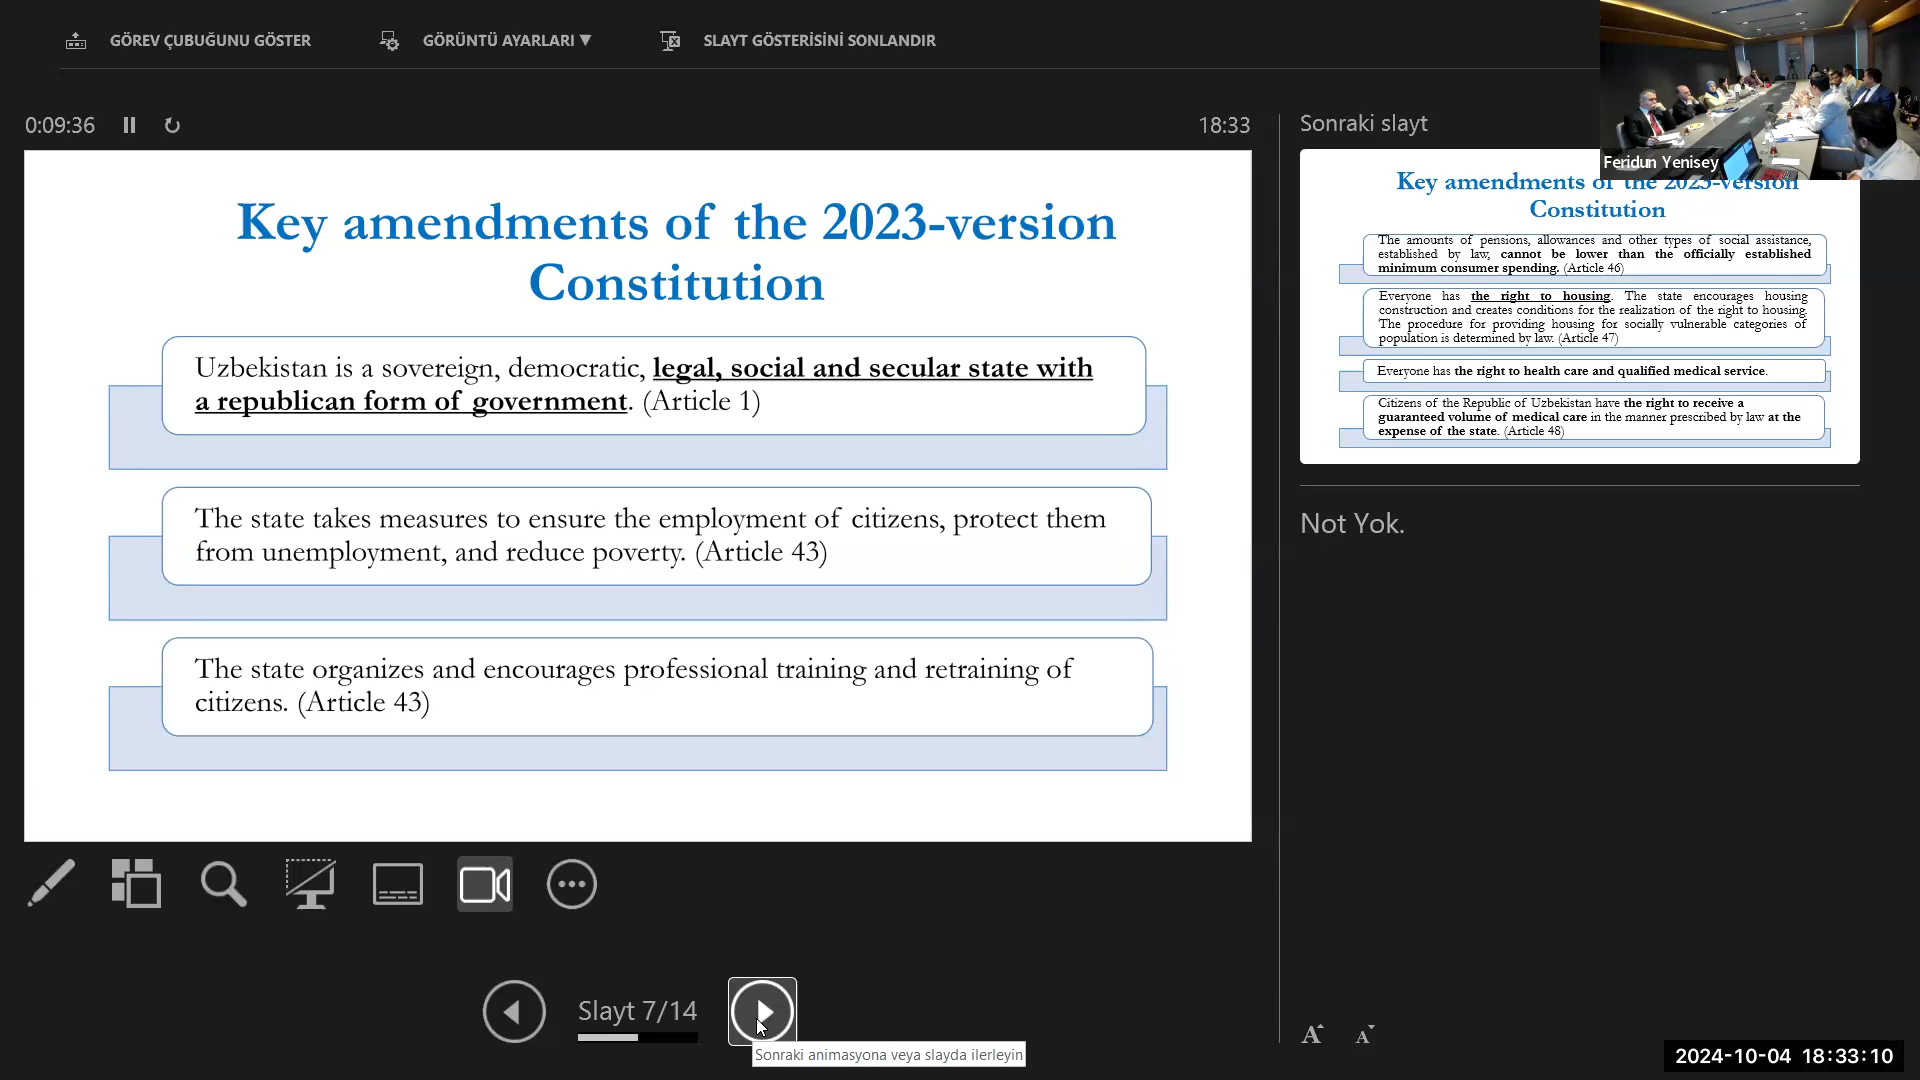 GÖREV ÇUBUĞUNU GÖSTER
GÖRÜNTÜ AYARLARI ▼
SLAYT GÖSTERİSİNİ SONLANDIR
0:09:36
18:33
Key amendments of the 2023-version
Constitution
Uzbekistan is a sovereign, democratic, legal, social and secular state with
a republican form of government. (Article 1)
The state takes measures to ensure the employment of citizens, protect them
from unemployment, and reduce poverty. (Article 43)
The state organizes and encourages professional training and retraining of
citizens. (Article 43)
Slayt 7/14
Sonraki animasyona veya slayda ilerleyin
Sonraki slayt
Feridun Yenisey
Key amendments of the 2023-version
Constitution
The amounts of pensions, allowances and other types of social assistance,
established by law, cannot be lower than the officially established
minimum consumer spending. (Article 46)
Everyone has the right to housing. The state encourages housing
construction and creates conditions for the realization of the right to housing.
The procedure for providing housing for socially vulnerable categories of
population is determined by law. (Article 47)
Everyone has the right to health care and qualified medical service.
Citizens of the Republic of Uzbekistan have the right to receive a
guaranteed volume of medical care in the manner prescribed by law at the
expense of the state. (Article 48)
Not Yok.
A A
2024-10-04 18:33:10